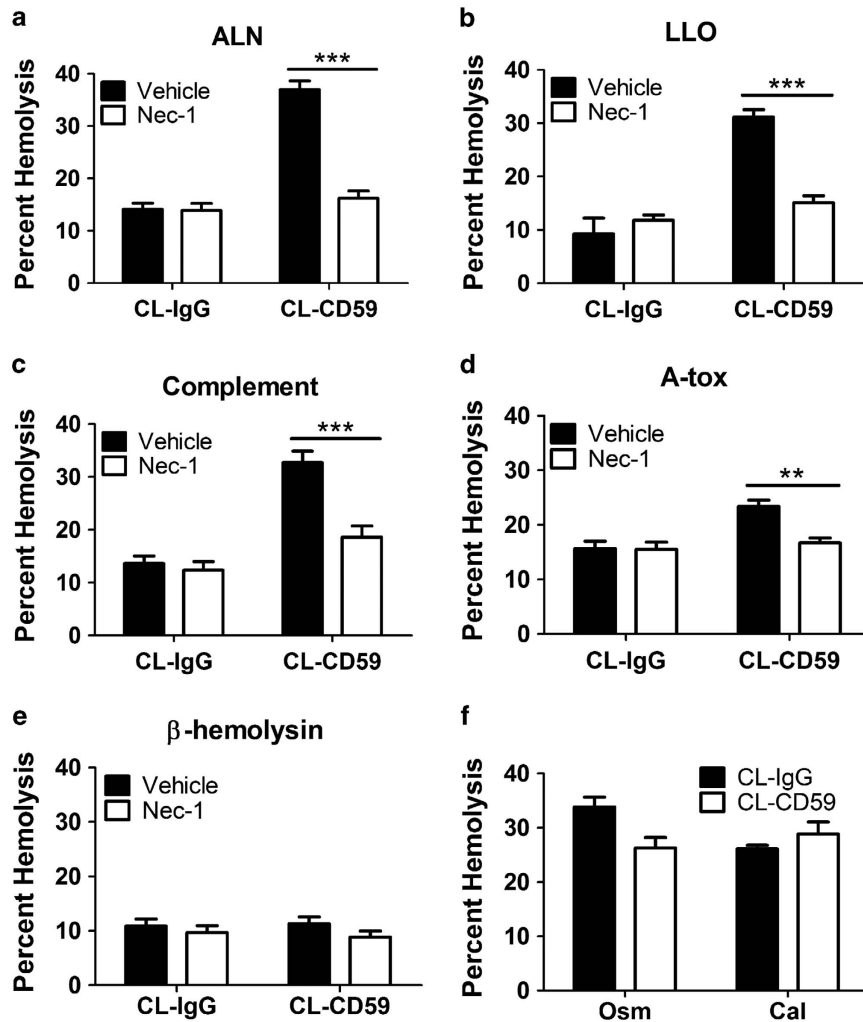 a
ALN
Percent Hemolysis
40
30
20
10
0
Vehicle
Nec-1
***
CL-IgG CL-CD59
b
LLO
Percent Hemolysis
40
30
20
10
0
Vehicle
Nec-1
***
CL-IgG CL-CD59
c
Complement
Percent Hemolysis
40
30
20
10
0
Vehicle
Nec-1
***
CL-IgG CL-CD59
d
A-tox
Percent Hemolysis
40
30
20
10
0
Vehicle
Nec-1
**
CL-IgG CL-CD59
e
β-hemolysin
Percent Hemolysis
40
30
20
10
0
Vehicle
Nec-1
CL-IgG CL-CD59
f
Percent Hemolysis
40
30
20
10
0
CL-IgG
CL-CD59
Osm Cal